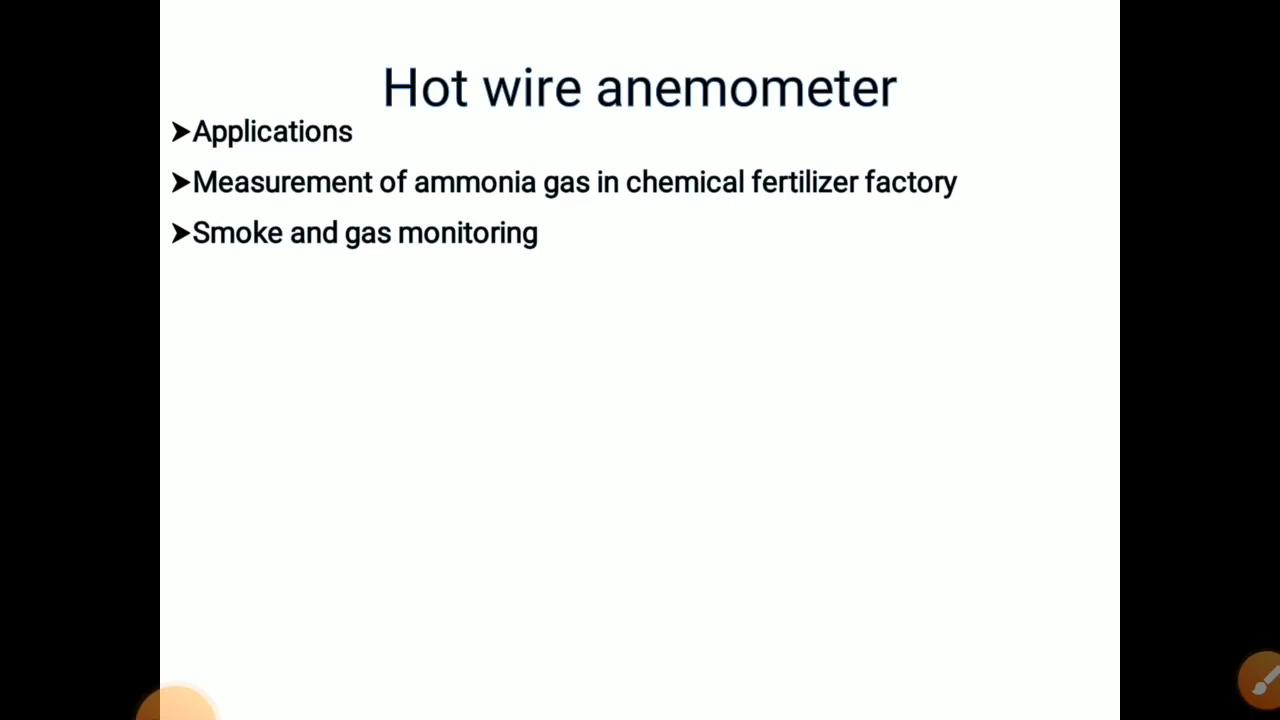 Hot wire anemometer
➤Applications
➤Measurement of ammonia gas in chemical fertilizer factory
➤Smoke and gas monitoring